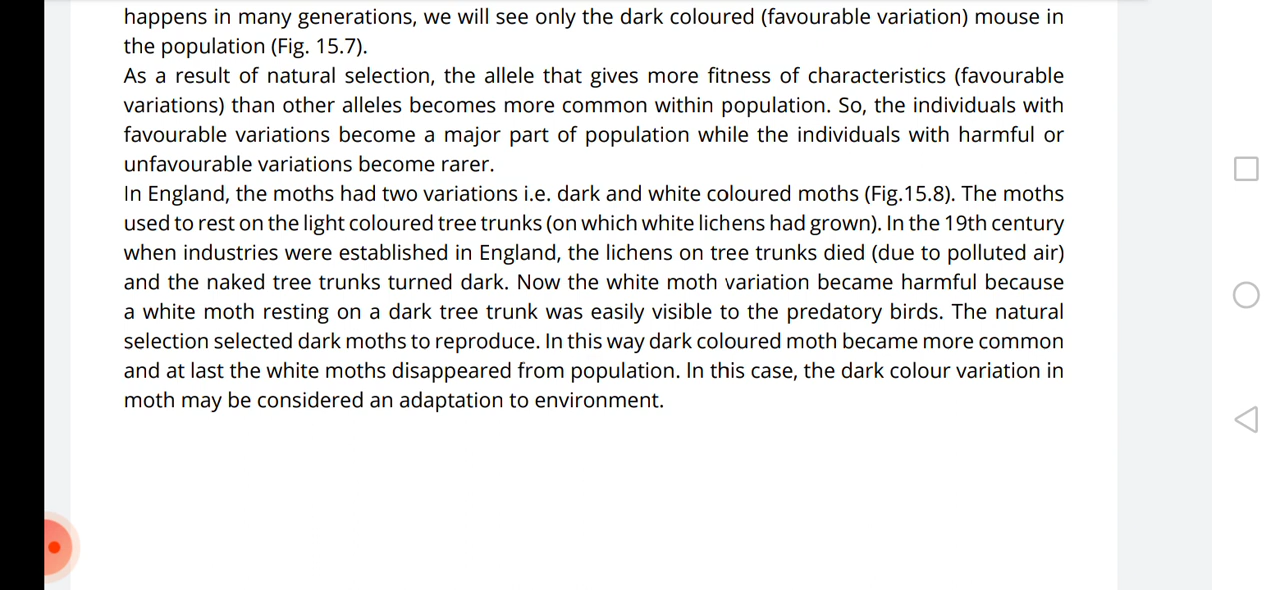 happens in many generations, we will see only the dark coloured (favourable variation) mouse in
the population (Fig. 15.7).
As a result of natural selection, the allele that gives more fitness of characteristics (favourable
variations) than other alleles becomes more common within population. So, the individuals with
favourable variations become a major part of population while the individuals with harmful or
unfavourable variations become rarer.
In England, the moths had two variations i.e. dark and white coloured moths (Fig.15.8). The moths
used to rest on the light coloured tree trunks (on which white lichens had grown). In the 19th century
when industries were established in England, the lichens on tree trunks died (due to polluted air)
and the naked tree trunks turned dark. Now the white moth variation became harmful because
a white moth resting on a dark tree trunk was easily visible to the predatory birds. The natural
selection selected dark moths to reproduce. In this way dark coloured moth became more common
and at last the white moths disappeared from population. In this case, the dark colour variation in
moth may be considered an adaptation to environment.